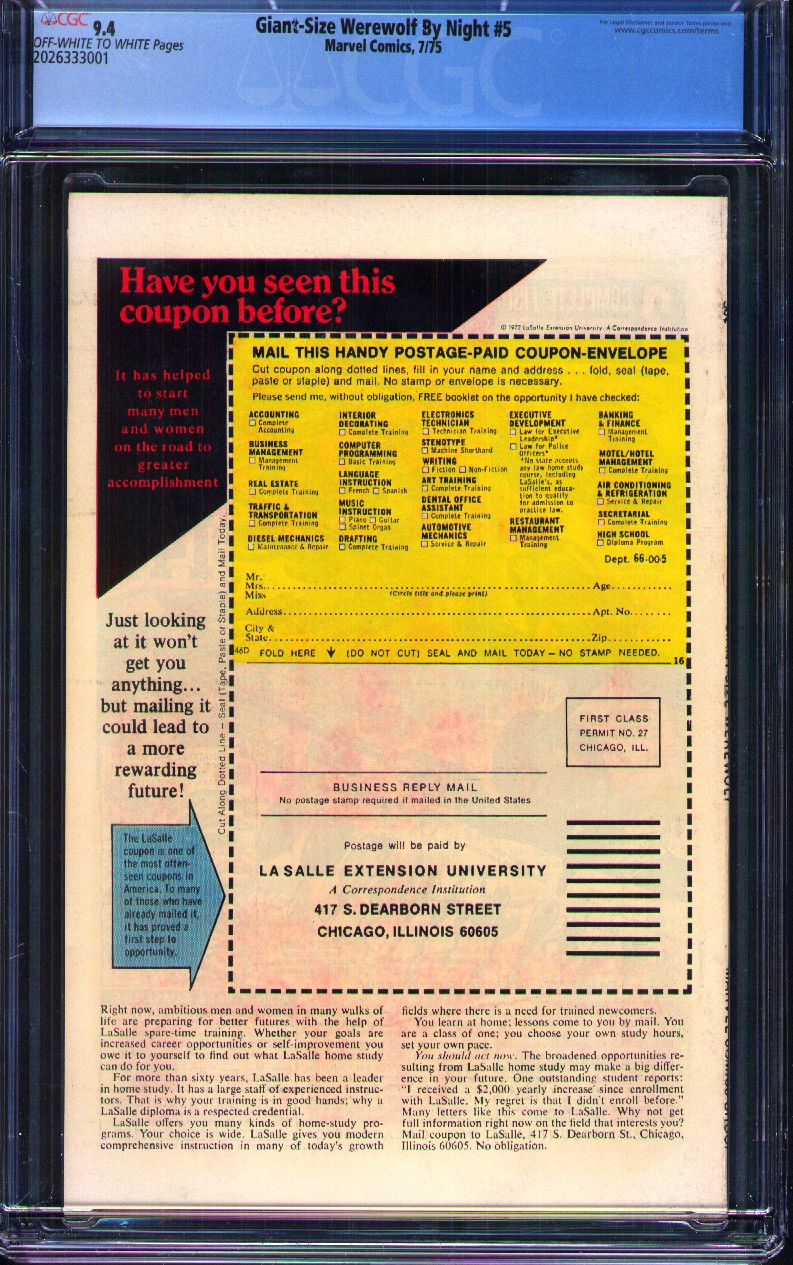 CGC 9.4
OFF-WHITE TO WHITE Pages
2026333001
Giant-Size Werewolf By Night #5
Marvel Comics, 7/75
For Legal Disclaimer and Service Terms please visit
www.cgccomics.com/terms
CGC
Have you seen this
coupon before?
It has helped
to start
many men
and women
on the road to
greater
accomplishment
© 1972 LaSalle Extension University. A Correspondence Institution
MAIL THIS HANDY POSTAGE-PAID COUPON-ENVELOPE
Cut coupon along dotted lines, fill in your name and address . . . fold, seal (tape,
paste or staple) and mail. No stamp or envelope is necessary.
Please send me, without obligation, FREE booklet on the opportunity I have checked:
ACCOUNTING
☐ Complete
Accounting
BUSINESS
MANAGEMENT
☐ Management
Training
REAL ESTATE
☐ Complete Training
TRAFFIC &
TRANSPORTATION
☐ Complete Training
DIESEL MECHANICS
☐ Maintenance & Repair
INTERIOR
DECORATING
☐ Complete Training
COMPUTER
PROGRAMMING
☐ Basic Training
LANGUAGE
INSTRUCTION
☐ French ☐ Spanish
MUSIC
INSTRUCTION
☐ Piano ☐ Guitar
☐ Spinet Organ
DRAFTING
☐ Complete Training
ELECTRONICS
TECHNICIAN
☐ Technician Training
STENOTYPE
☐ Machine Shorthand
WRITING
☐ Fiction ☐ Non-Fiction
ART TRAINING
☐ Complete Training
DENTAL OFFICE
ASSISTANT
☐ Complete Training
AUTOMOTIVE
MECHANICS
☐ Service & Repair
EXECUTIVE
DEVELOPMENT
☐ Law for Executive
Leadership*
☐ Law for Police
Officers*
*No state accepts
any law home study
course, including
LaSalle's, as
sufficient educa-
tion to qualify
for admission to
practice law.
RESTAURANT
MANAGEMENT
☐ Management
Training
BANKING
& FINANCE
☐ Management
Training
MOTEL/HOTEL
MANAGEMENT
☐ Complete Training
AIR CONDITIONING
& REFRIGERATION
☐ Service & Repair
SECRETARIAL
☐ Complete Training
HIGH SCHOOL
☐ Diploma Program
Dept. 66-005
Mr.
Mrs. Age
Miss (Circle title and please print)
Address Apt. No.
City &
State Zip
46D FOLD HERE ↓ (DO NOT CUT) SEAL AND MAIL TODAY — NO STAMP NEEDED.
16
Cut Along Dotted Line – Seal (Tape, Paste or Staple) and Mail Today.
Just looking
at it won't
get you
anything...
but mailing it
could lead to
a more
rewarding
future!
The LaSalle
coupon is one of
the most often-
seen coupons in
America. To many
of those who have
already mailed it,
it has proved a
first step to
opportunity.
FIRST CLASS
PERMIT NO. 27
CHICAGO, ILL.
BUSINESS REPLY MAIL
No postage stamp required if mailed in the United States
Postage will be paid by
LA SALLE EXTENSION UNIVERSITY
A Correspondence Institution
417 S. DEARBORN STREET
CHICAGO, ILLINOIS 60605
Right now, ambitious men and women in many walks of
life are preparing for better futures with the help of
LaSalle spare-time training. Whether your goals are
increased career opportunities or self-improvement you
owe it to yourself to find out what LaSalle home study
can do for you.
For more than sixty years, LaSalle has been a leader
in home study. It has a large staff of experienced instruc-
tors. That is why your training is in good hands; why a
LaSalle diploma is a respected credential.
LaSalle offers you many kinds of home-study pro-
grams. Your choice is wide. LaSalle gives you modern
comprehensive instruction in many of today's growth
fields where there is a need for trained newcomers.
You learn at home; lessons come to you by mail. You
are a class of one; you choose your own study hours,
set your own pace.
You should act now. The broadened opportunities re-
sulting from LaSalle home study may make a big differ-
ence in your future. One outstanding student reports:
"I received a $2,000 yearly increase since enrollment
with LaSalle. My regret is that I didn't enroll before."
Many letters like this come to LaSalle. Why not get
full information right now on the field that interests you?
Mail coupon to LaSalle, 417 S. Dearborn St., Chicago,
Illinois 60605. No obligation.